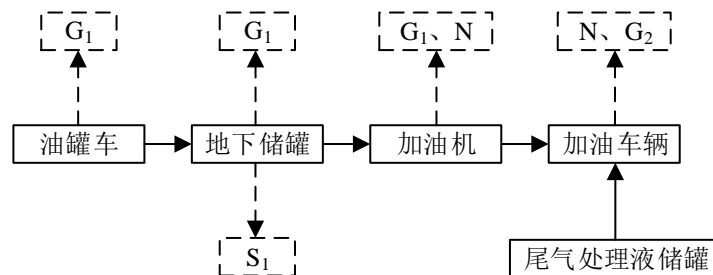 G₁
G₁
G₁、N
N、G₂
油罐车
地下储罐
加油机
加油车辆
S₁
尾气处理液储罐